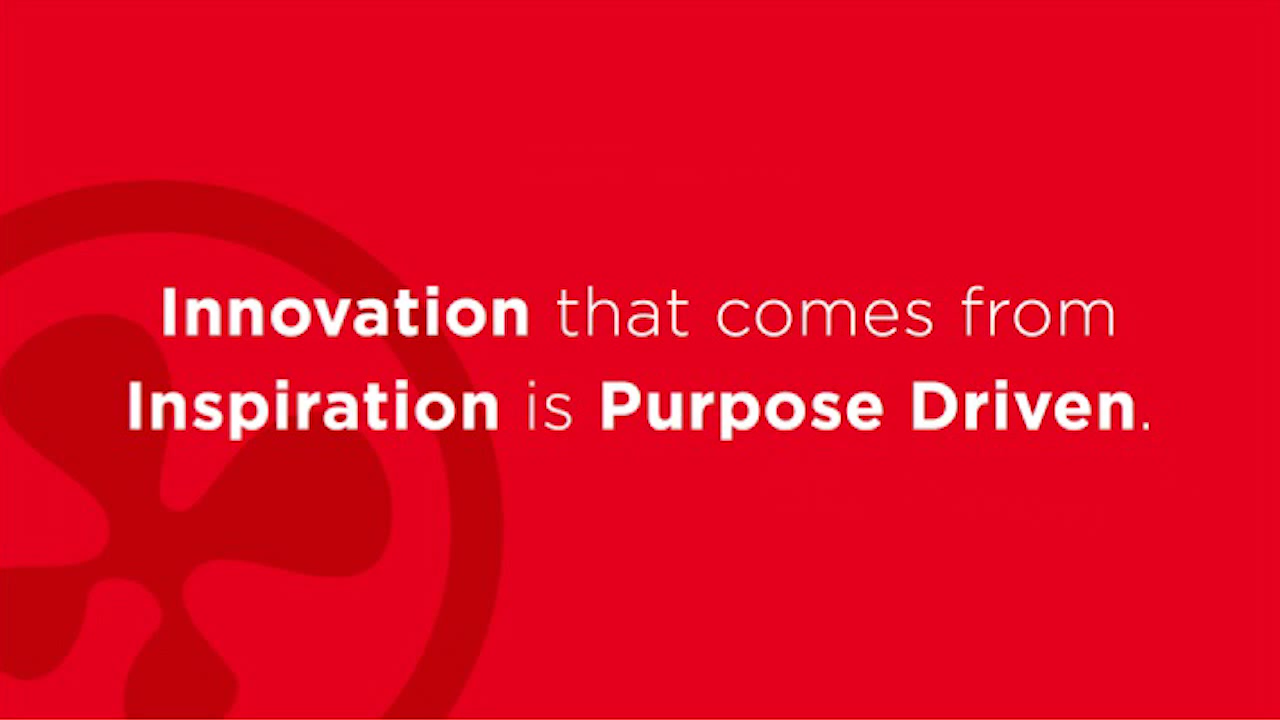 Innovation that comes from
Inspiration is Purpose Driven.